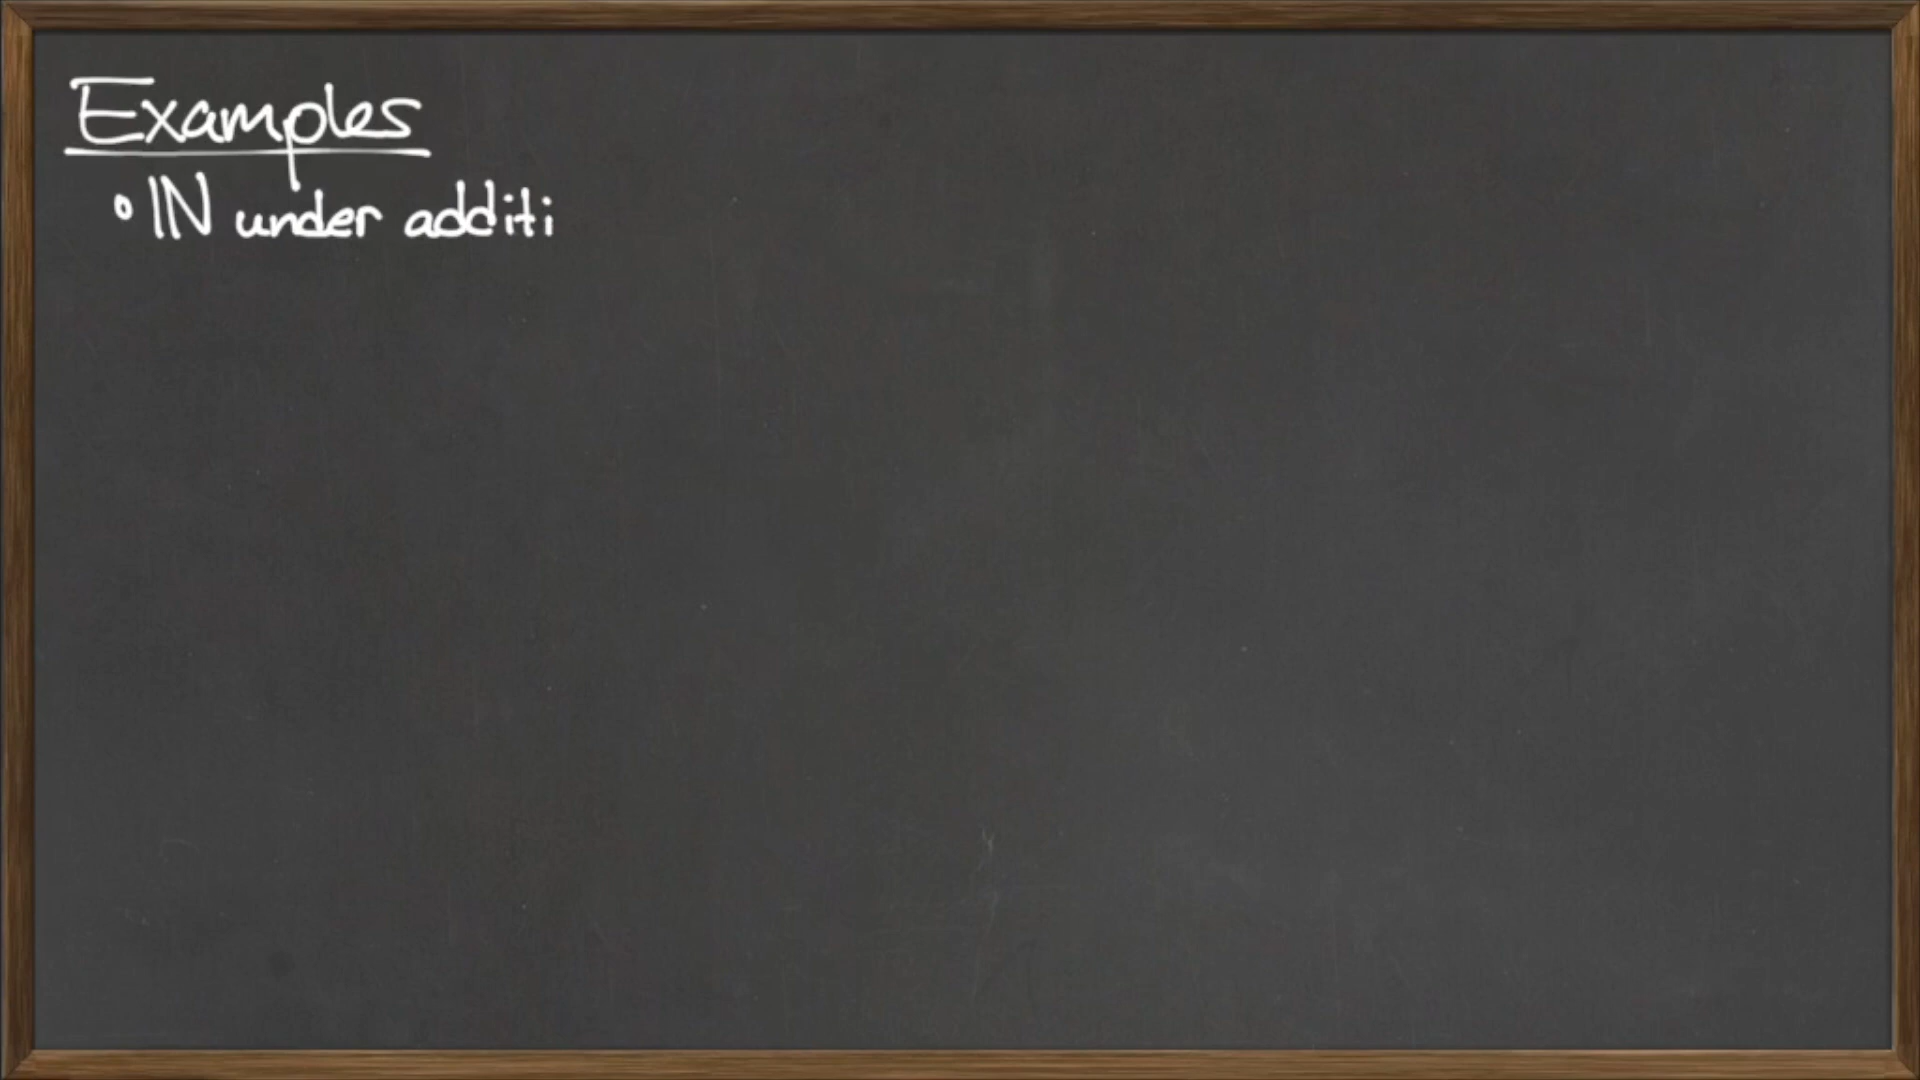 Examples
• ℕ under additi